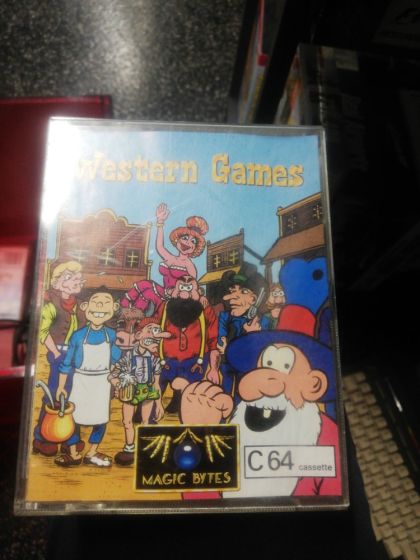 Western Games
MAGIC BYTES
C 64 cassette